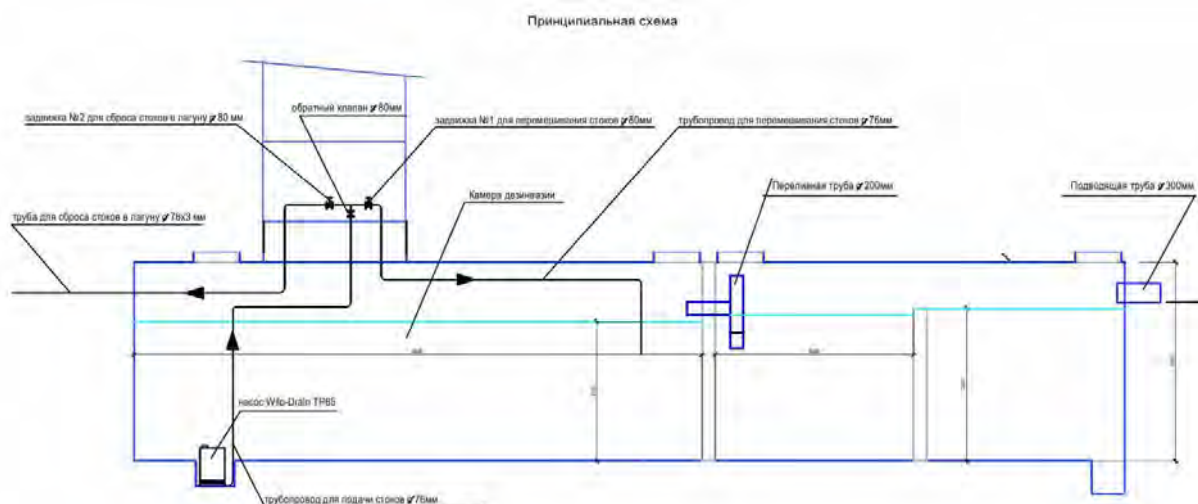 Принципиальная схема
обратный клапан ⌀80мм
задвижка №2 для сброса стоков в лагуну ⌀80 мм
задвижка №1 для перемешивания стоков ⌀80мм
трубопровод для перемешивания стоков ⌀76мм
Камера дезинвазии
Переливная труба ⌀200мм
Подводящая труба ⌀300мм
труба для сброса стоков в лагуну ⌀76х3 мм
насос Wilo-Drain TP65
трубопровод для подачи стоков ⌀76мм